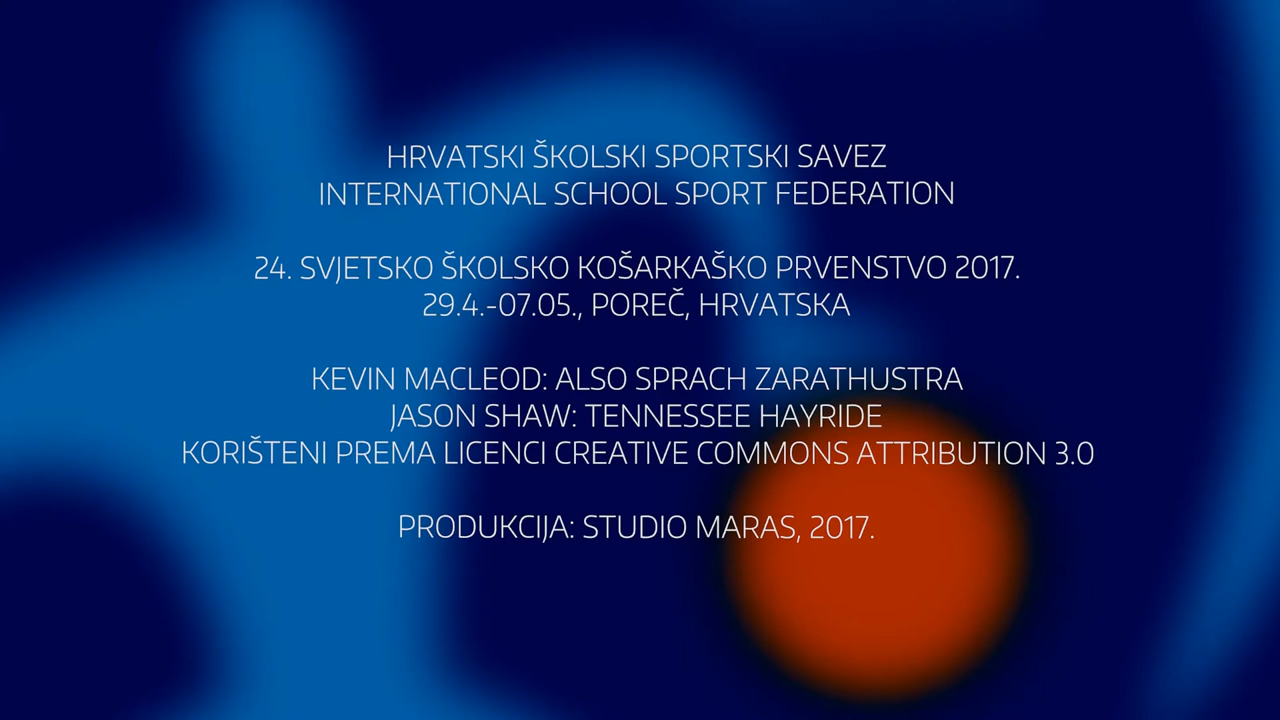 HRVATSKI ŠKOLSKI SPORTSKI SAVEZ
INTERNATIONAL SCHOOL SPORT FEDERATION
24. SVJETSKO ŠKOLSKO KOŠARKAŠKO PRVENSTVO 2017.
29.4.-07.05., POREČ, HRVATSKA
KEVIN MACLEOD: ALSO SPRACH ZARATHUSTRA
JASON SHAW: TENNESSEE HAYRIDE
KORIŠTENI PREMA LICENCI CREATIVE COMMONS ATTRIBUTION 3.0
PRODUKCIJA: STUDIO MARAS, 2017.